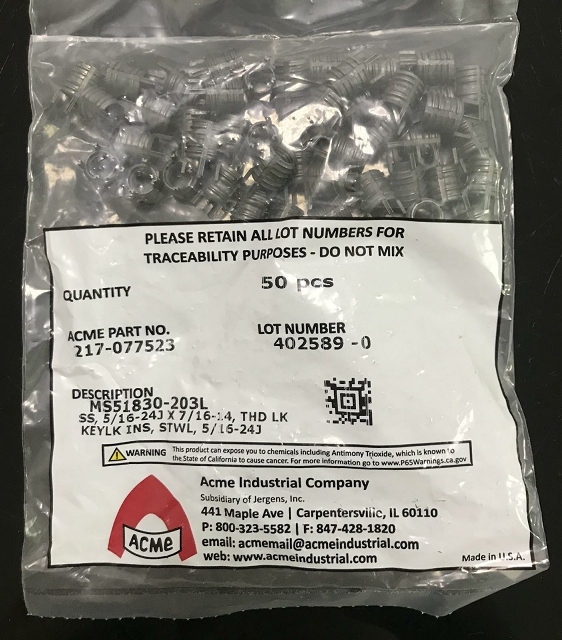 PLEASE RETAIN ALL LOT NUMBERS FOR
TRACEABILITY PURPOSES - DO NOT MIX
QUANTITY 50 pcs
ACME PART NO. LOT NUMBER
217-077523 402589 -0
DESCRIPTION
MS51830-203L
SS, 5/16-24J X 7/16-14, THD LK
KEYLK INS, STWL, 5/16-24J
WARNING This product can expose you to chemicals including Antimony Trioxide, which is known to
the State of California to cause cancer. For more information go to www.P65Warnings.ca.gov
Acme Industrial Company
Subsidiary of Jergens, Inc.
441 Maple Ave | Carpentersville, IL 60110
P: 800-323-5582 | F: 847-428-1820
email: acmemail@acmeindustrial.com
web: www.acmeindustrial.com
ACMe
Made in U.S.A.